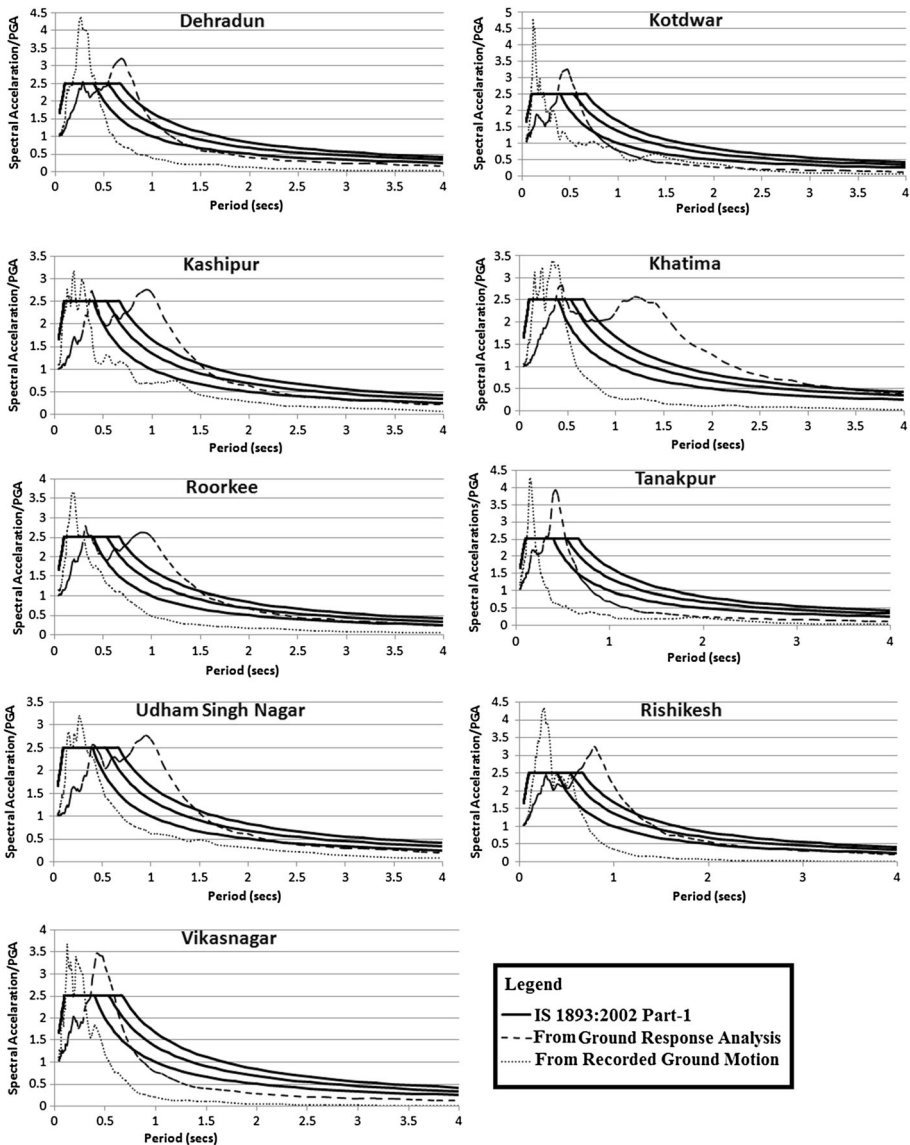 Dehradun
Spectral Accelaration/PGA
4.5
4
3.5
3
2.5
2
1.5
1
0.5
0
0 0.5 1 1.5 2 2.5 3 3.5 4
Period (secs)
Kotdwar
Spectral Accelaration/PGA
5
4.5
4
3.5
3
2.5
2
1.5
1
0.5
0
0 0.5 1 1.5 2 2.5 3 3.5 4
Period (secs)
Kashipur
Spectral Accelaration/PGA
3.5
3
2.5
2
1.5
1
0.5
0
0 0.5 1 1.5 2 2.5 3 3.5 4
Period (secs)
Khatima
Spectral Accelaration/PGA
3.5
3
2.5
2
1.5
1
0.5
0
0 0.5 1 1.5 2 2.5 3 3.5 4
Period (secs)
Roorkee
Spectral Accelaration/PGA
4
3.5
3
2.5
2
1.5
1
0.5
0
0 0.5 1 1.5 2 2.5 3 3.5 4
Period (secs)
Tanakpur
Spectral Accelarations/PGA
4.5
4
3.5
3
2.5
2
1.5
1
0.5
0
0 1 2 3 4
Period (secs)
Udham Singh Nagar
Spectral Accelaration/PGA
3.5
3
2.5
2
1.5
1
0.5
0
0 0.5 1 1.5 2 2.5 3 3.5 4
Period (secs)
Rishikesh
Spectral Accelaration/PGA
4.5
4
3.5
3
2.5
2
1.5
1
0.5
0
0 0.5 1 1.5 2 2.5 3 3.5 4
Period (secs)
Vikasnagar
Spectral Accelaration/PGA
4
3.5
3
2.5
2
1.5
1
0.5
0
0 0.5 1 1.5 2 2.5 3 3.5 4
Period (secs)
Legend
IS 1893:2002 Part-1
From Ground Response Analysis
From Recorded Ground Motion